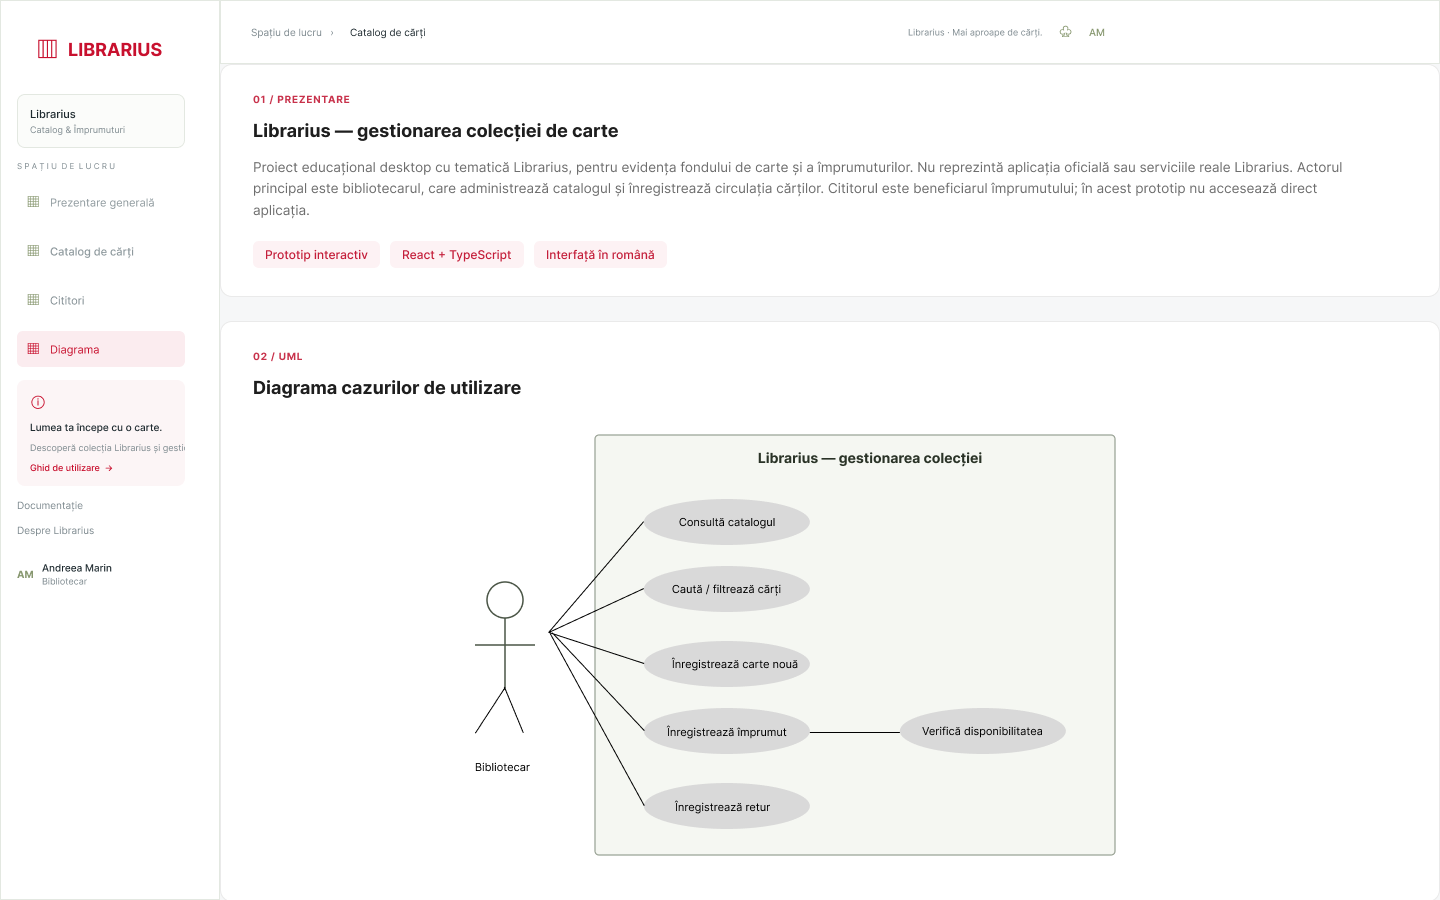 LIBRARIUS
Librarius
Catalog & Împrumuturi
SPAȚIU DE LUCRU
Prezentare generală
Catalog de cărți
Cititori
Diagrama
Lumea ta începe cu o carte.
Descoperă colecția Librarius și gesti
Ghid de utilizare →
Documentație
Despre Librarius
AM
Andreea Marin
Bibliotecar
Spațiu de lucru › Catalog de cărți
Librarius · Mai aproape de cărți.
AM
01 / PREZENTARE
Librarius — gestionarea colecției de carte
Proiect educațional desktop cu tematică Librarius, pentru evidența fondului de carte și a împrumuturilor. Nu reprezintă aplicația oficială sau serviciile reale Librarius. Actorul
principal este bibliotecarul, care administrează catalogul și înregistrează circulația cărților. Cititorul este beneficiarul împrumutului; în acest prototip nu accesează direct
aplicația.
Prototip interactiv
React + TypeScript
Interfață în română
02 / UML
Diagrama cazurilor de utilizare
Librarius — gestionarea colecției
Consultă catalogul
Caută / filtrează cărți
Înregistrează carte nouă
Înregistrează împrumut
Verifică disponibilitatea
Înregistrează retur
Bibliotecar